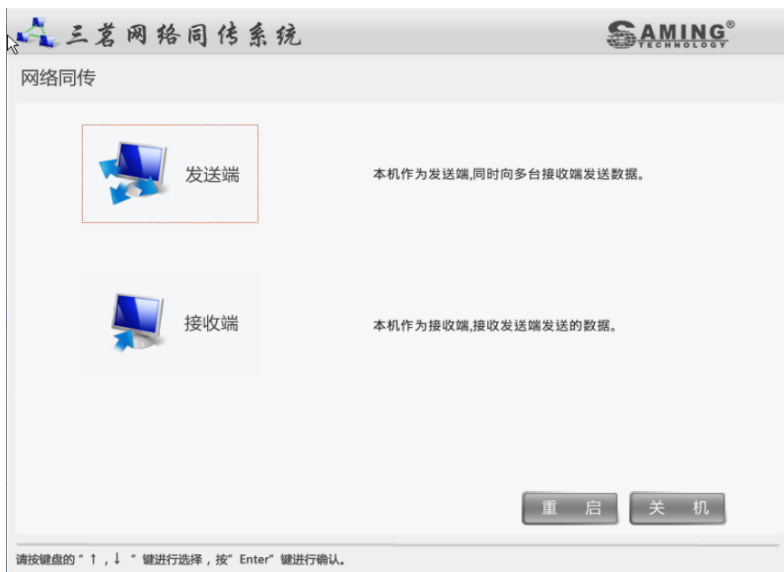 三茗网络同传系统
SAMING®
TECHNOLOGY
网络同传
发送端
本机作为发送端,同时向多台接收端发送数据。
接收端
本机作为接收端,接收发送端发送的数据。
重 启
关 机
请按键盘的“↑,↓ ”键进行选择，按”Enter”键进行确认。